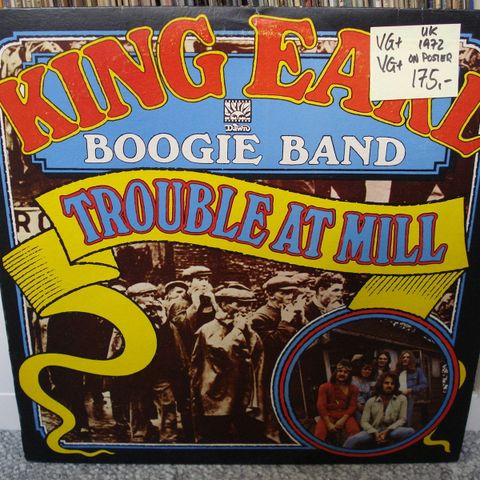 KING EARL
VG+
VG+
UK
1972
ON POSTER
175,-
Dawn
BOOGIE BAND
TROUBLE AT MILL